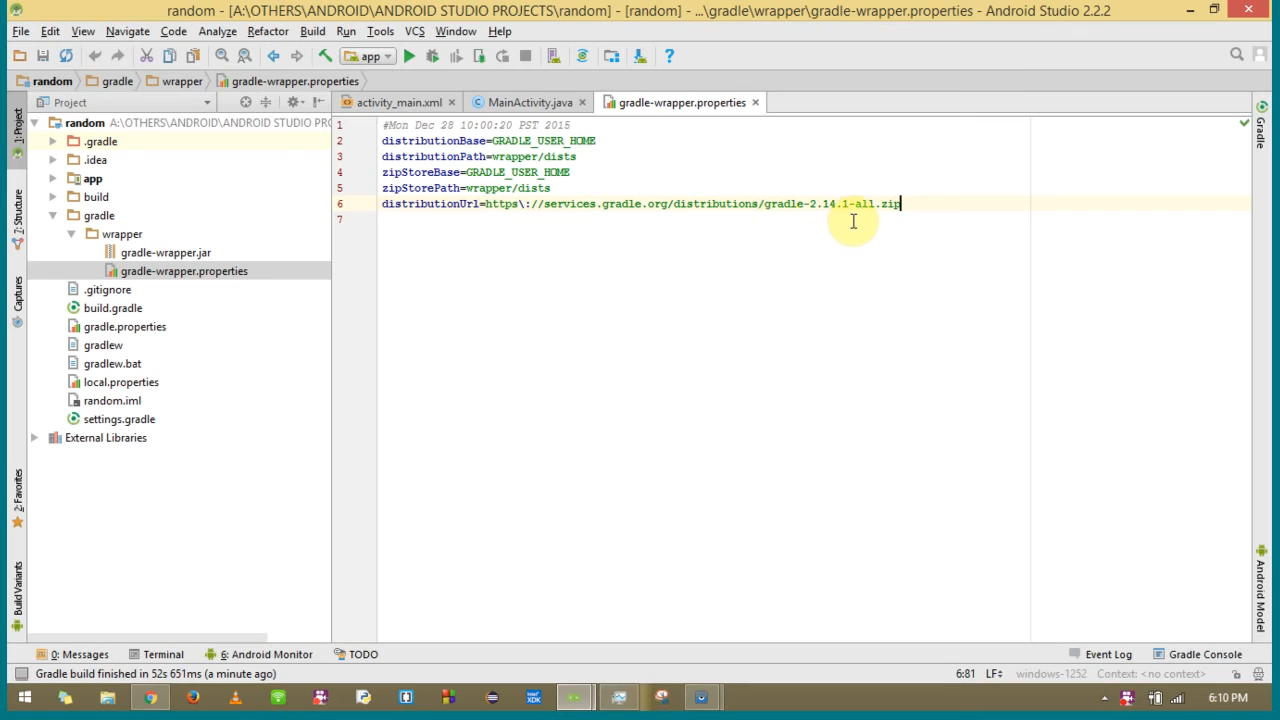 random - [A:\OTHERS\ANDROID\ANDROID STUDIO PROJECTS\random] - [random] - ...\gradle\wrapper\gradle-wrapper.properties - Android Studio 2.2.2
File Edit View Navigate Code Analyze Refactor Build Run Tools VCS Window Help
app
random gradle wrapper gradle-wrapper.properties
Project activity_main.xml MainActivity.java gradle-wrapper.properties
1: Project
7: Structure
Captures
2: Favorites
Build Variants
random A:\OTHERS\ANDROID\ANDROID STUDIO PRO
.gradle
.idea
app
build
gradle
wrapper
gradle-wrapper.jar
gradle-wrapper.properties
.gitignore
build.gradle
gradle.properties
gradlew
gradlew.bat
local.properties
random.iml
settings.gradle
External Libraries
1 #Mon Dec 28 10:00:20 PST 2015
2 distributionBase=GRADLE_USER_HOME
3 distributionPath=wrapper/dists
4 zipStoreBase=GRADLE_USER_HOME
5 zipStorePath=wrapper/dists
6 distributionUrl=https\://services.gradle.org/distributions/gradle-2.14.1-all.zip
7
Gradle
Android Model
0: Messages Terminal 6: Android Monitor TODO Event Log Gradle Console
Gradle build finished in 52s 651ms (a minute ago) 6:81 LF÷ windows-1252 Context: <no context>
6:10 PM